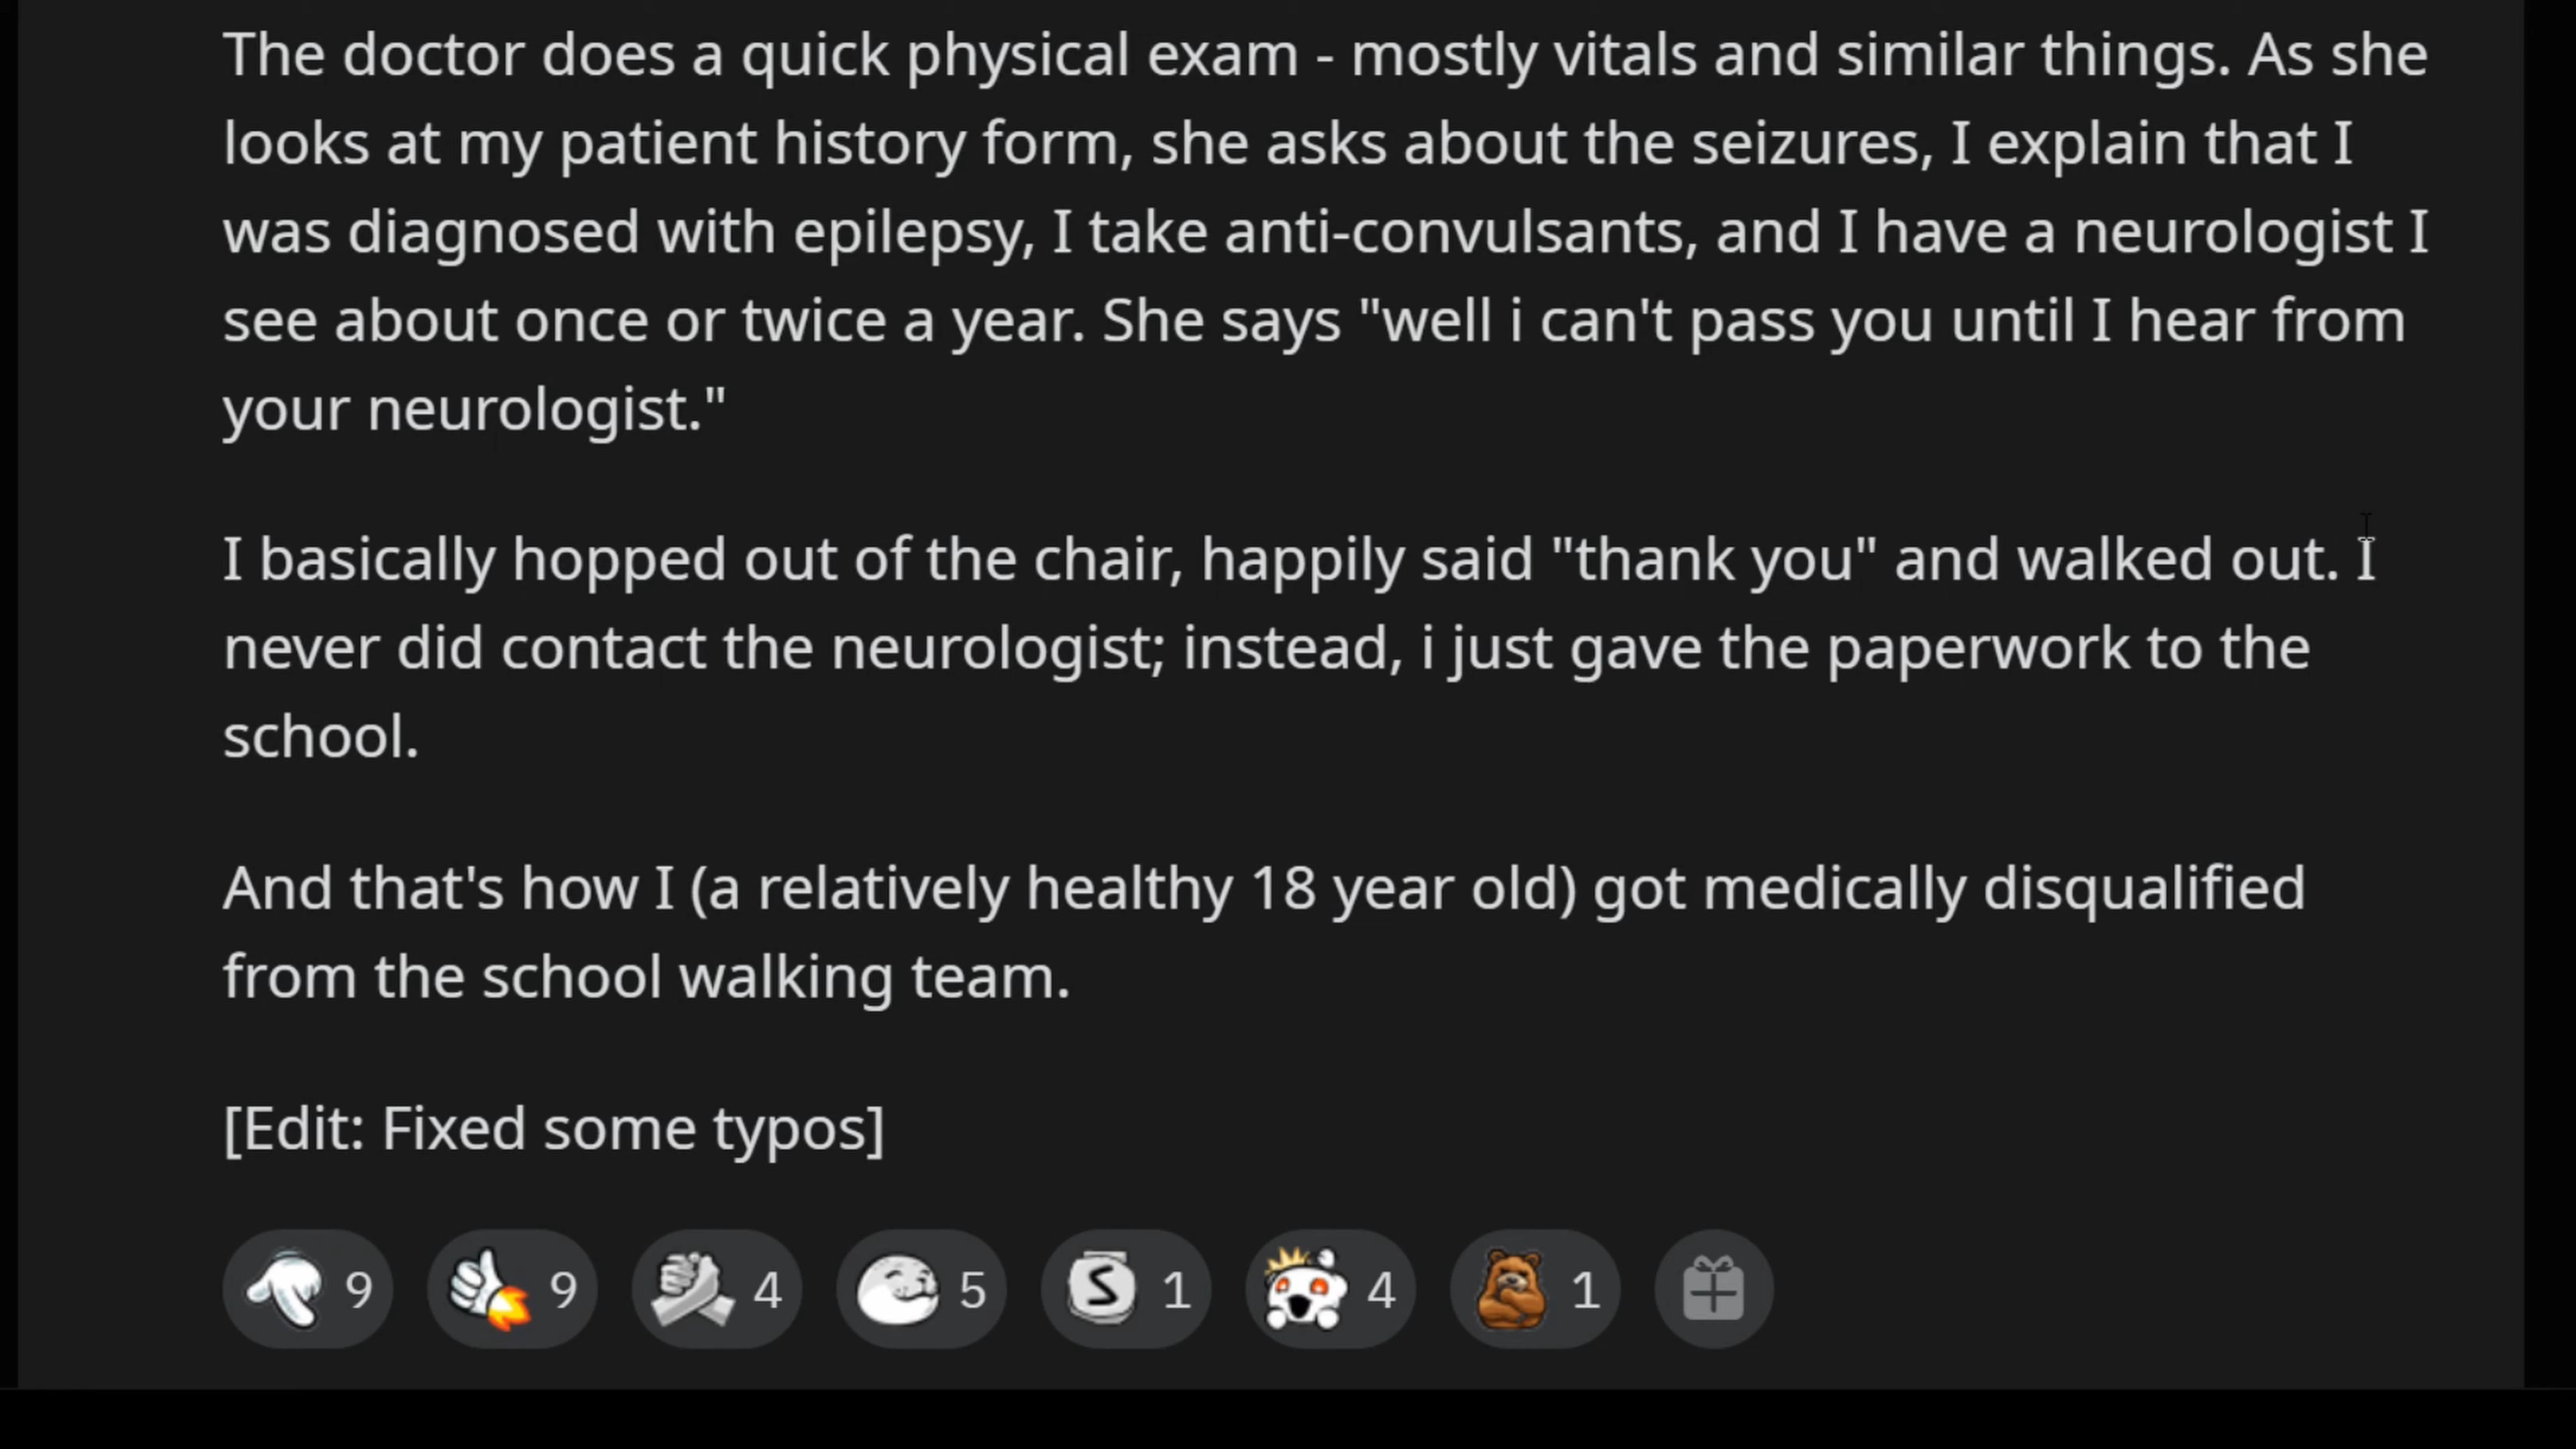 The doctor does a quick physical exam - mostly vitals and similar things. As she
looks at my patient history form, she asks about the seizures, I explain that I
was diagnosed with epilepsy, I take anti-convulsants, and I have a neurologist I
see about once or twice a year. She says "well i can't pass you until I hear from
your neurologist."
I basically hopped out of the chair, happily said "thank you" and walked out. I
never did contact the neurologist; instead, i just gave the paperwork to the
school.
And that's how I (a relatively healthy 18 year old) got medically disqualified
from the school walking team.
[Edit: Fixed some typos]
9 9 4 5 S 1 4 1